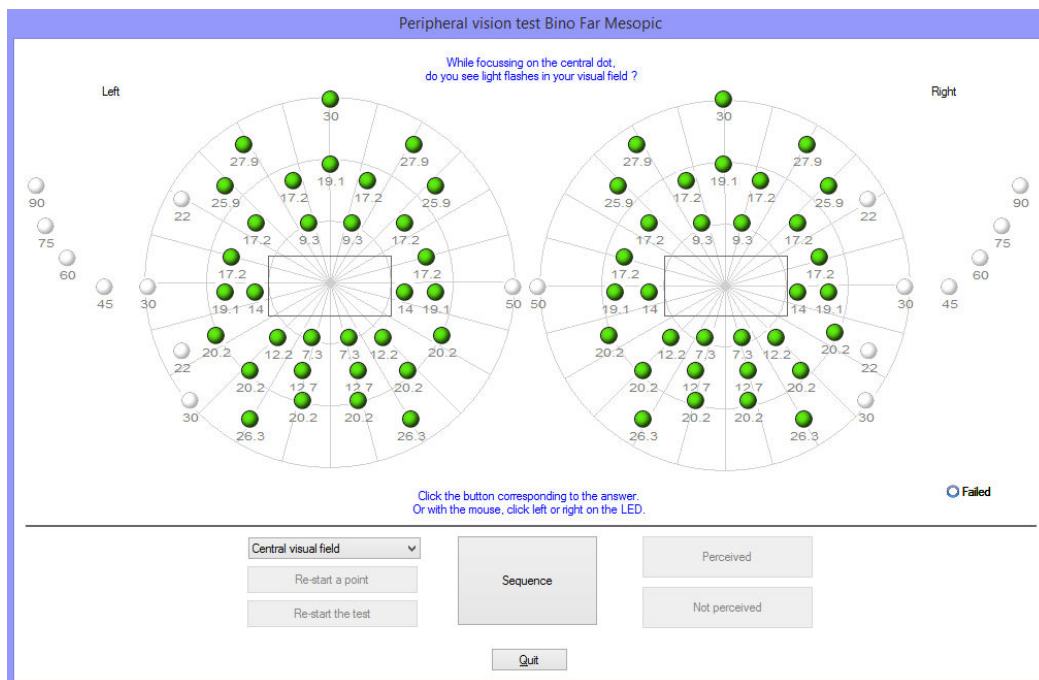 Peripheral vision test Bino Far Mesopic
While focussing on the central dot,
do you see light flashes in your visual field ?
Left
Right
30
30
27.9 27.9
27.9 27.9
19.1
19.1
17.2 17.2
17.2 17.2
25.9 25.9
25.9 25.9
90
90
22
22
75
75
17.2 9.3 9.3 17.2
17.2 9.3 9.3 17.2
60
60
17.2 17.2
17.2 17.2
45 30 50
50 30 45
19.1 14 14 19.1
19.1 14 14 19.1
20.2 20.2
20.2 20.2
12.2 7.3 7.3 12.2
12.2 7.3 7.3 12.2
22
22
20.2 12.7 12.7 20.2
20.2 12.7 12.7 20.2
30 20.2 20.2
20.2 20.2 30
26.3 26.3
26.3 26.3
Click the button corresponding to the answer.
Or with the mouse, click left or right on the LED.
Failed
Central visual field
Re-start a point
Re-start the test
Sequence
Perceived
Not perceived
Quit